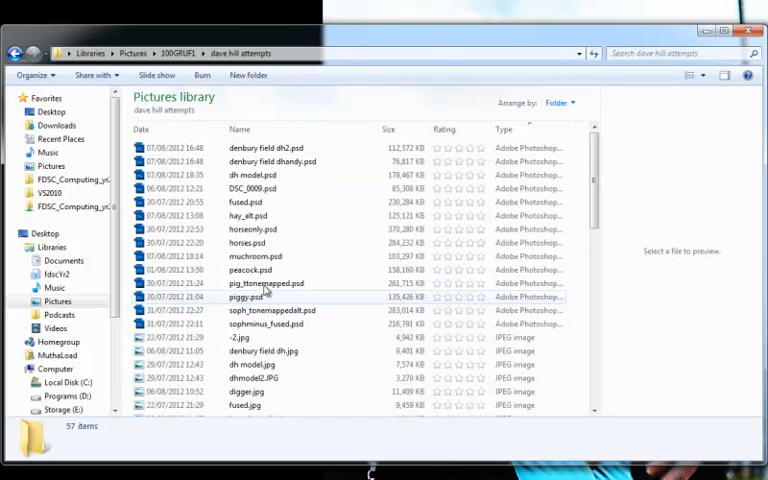 Libraries Pictures 100GRUF1 dave hill attempts Search dave hill attempts
Organize Share with Slide show Burn New folder
Favorites
Desktop
Downloads
Recent Places
Music
Pictures
FDSC_Computing_yr
VS2010
FDSC_Computing_yr
Desktop
Libraries
Documents
fdscYr2
Music
Pictures
Podcasts
Videos
Homegroup
MuthaLoad
Computer
Local Disk (C:)
Programs (D:)
Storage (E:)
Pictures library
dave hill attempts
Arrange by: Folder
Date Name Size Rating Type
07/08/2012 16:48 denbury field dh2.psd 112,572 KB Adobe Photoshop...
07/08/2012 16:48 denbury field dhandy.psd 76,817 KB Adobe Photoshop...
07/08/2012 18:35 dh model.psd 178,467 KB Adobe Photoshop...
06/08/2012 12:21 DSC_0009.psd 85,308 KB Adobe Photoshop...
30/07/2012 20:55 fused.psd 230,284 KB Adobe Photoshop...
07/08/2012 13:08 hay_alt.psd 125,121 KB Adobe Photoshop...
30/07/2012 22:53 horseonly.psd 370,280 KB Adobe Photoshop...
30/07/2012 22:20 horses.psd 284,232 KB Adobe Photoshop...
07/08/2012 18:14 muchroom.psd 103,297 KB Adobe Photoshop...
01/08/2012 13:50 peacock.psd 158,160 KB Adobe Photoshop...
30/07/2012 21:24 pig_ttonemapped.psd 261,715 KB Adobe Photoshop...
30/07/2012 21:04 piggy.psd 135,426 KB Adobe Photoshop...
31/07/2012 22:27 soph_tonemappedalt.psd 283,014 KB Adobe Photoshop...
31/07/2012 22:11 sophminus_fused.psd 216,791 KB Adobe Photoshop...
22/07/2012 21:29 -2.jpg 4,942 KB JPEG image
06/08/2012 11:05 denbury field dh.jpg 9,401 KB JPEG image
29/07/2012 12:43 dh model.jpg 7,574 KB JPEG image
29/07/2012 12:43 dhmodel2.JPG 3,270 KB JPEG image
06/08/2012 10:52 digger.jpg 11,409 KB JPEG image
22/07/2012 21:29 fused.jpg 9,459 KB JPEG image
Select a file to preview.
57 items